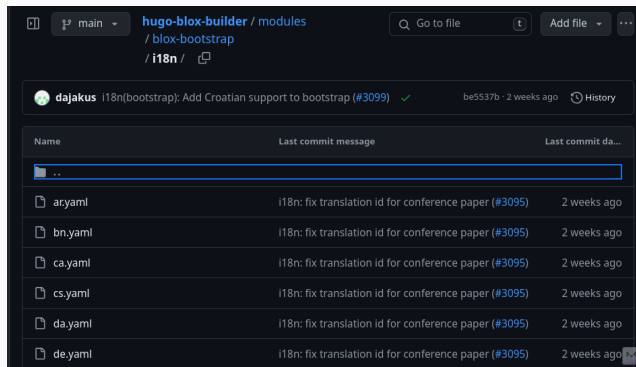 main
hugo-blox-builder / modules
/ blox-bootstrap
/ i18n /
Go to file
t
Add file
dajakus i18n(bootstrap): Add Croatian support to bootstrap (#3099)
be5537b · 2 weeks ago
History
Name Last commit message Last commit da...
..
ar.yaml i18n: fix translation id for conference paper (#3095) 2 weeks ago
bn.yaml i18n: fix translation id for conference paper (#3095) 2 weeks ago
ca.yaml i18n: fix translation id for conference paper (#3095) 2 weeks ago
cs.yaml i18n: fix translation id for conference paper (#3095) 2 weeks ago
da.yaml i18n: fix translation id for conference paper (#3095) 2 weeks ago
de.yaml i18n: fix translation id for conference paper (#3095) 2 weeks ago